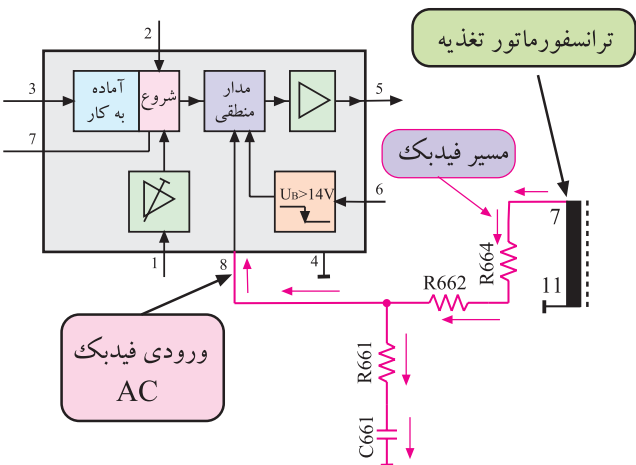 ترانسفورماتور تغذیه
2
3
آماده
به کار
شروع
مدار
منطقی
5
7
مسیر فیدبک
UB>14V
6
7
1
8
4
R664
11
R662
ورودی فیدبک
AC
R661
C661